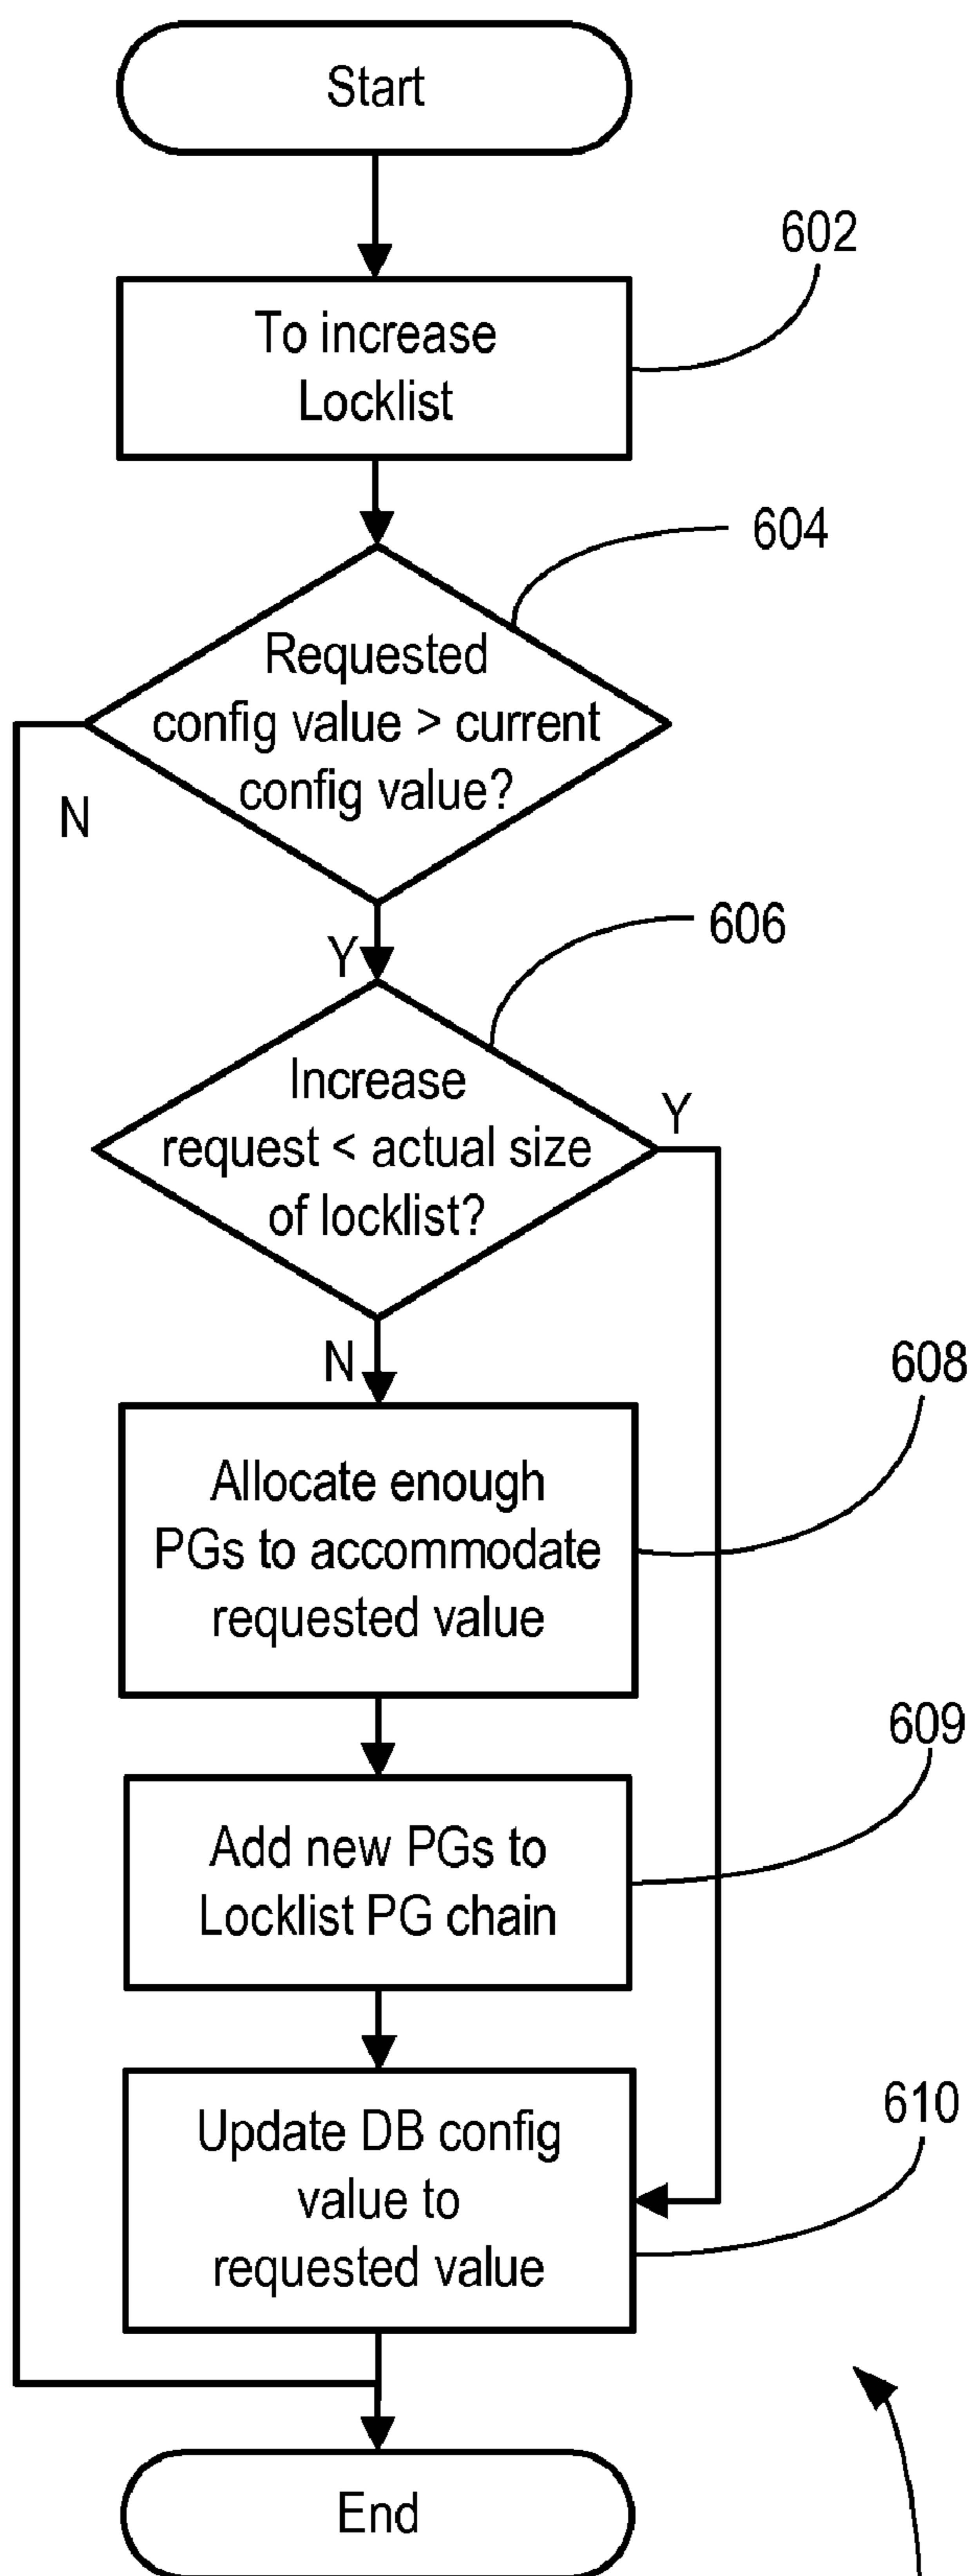 Start
602
To increase
Locklist
604
Requested
config value > current
config value?
N
606
Y
Increase
request < actual size
of locklist?
Y
N
608
Allocate enough
PGs to accommodate
requested value
609
Add new PGs to
Locklist PG chain
610
Update DB config
value to
requested value
End